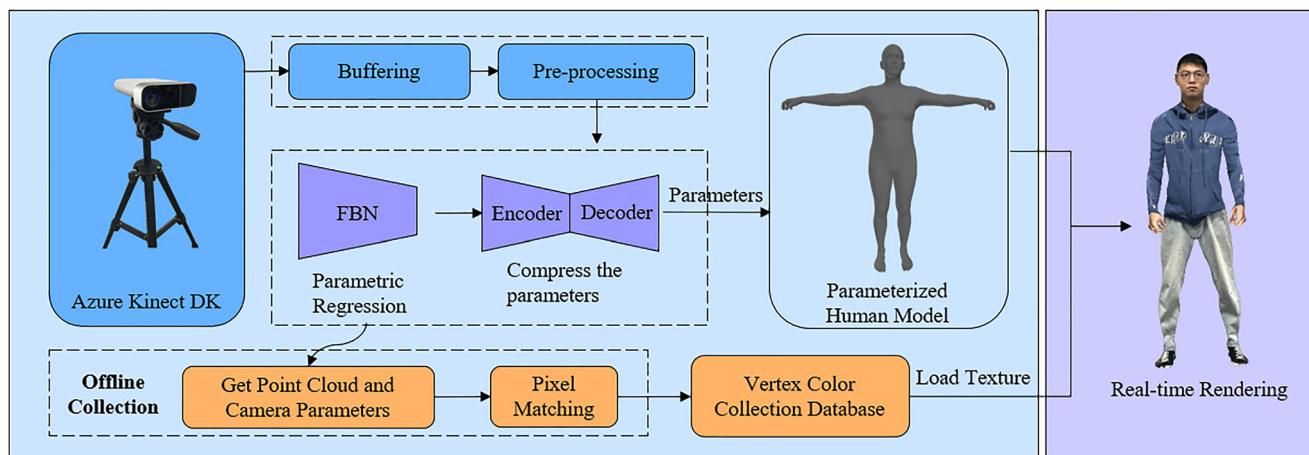 Buffering
Pre-processing
Azure Kinect DK
FBN
Encoder
Decoder
Parameters
Parametric
Regression
Compress the
parameters
Parameterized
Human Model
Offline
Collection
Get Point Cloud and
Camera Parameters
Pixel
Matching
Vertex Color
Collection Database
Load Texture
Real-time Rendering